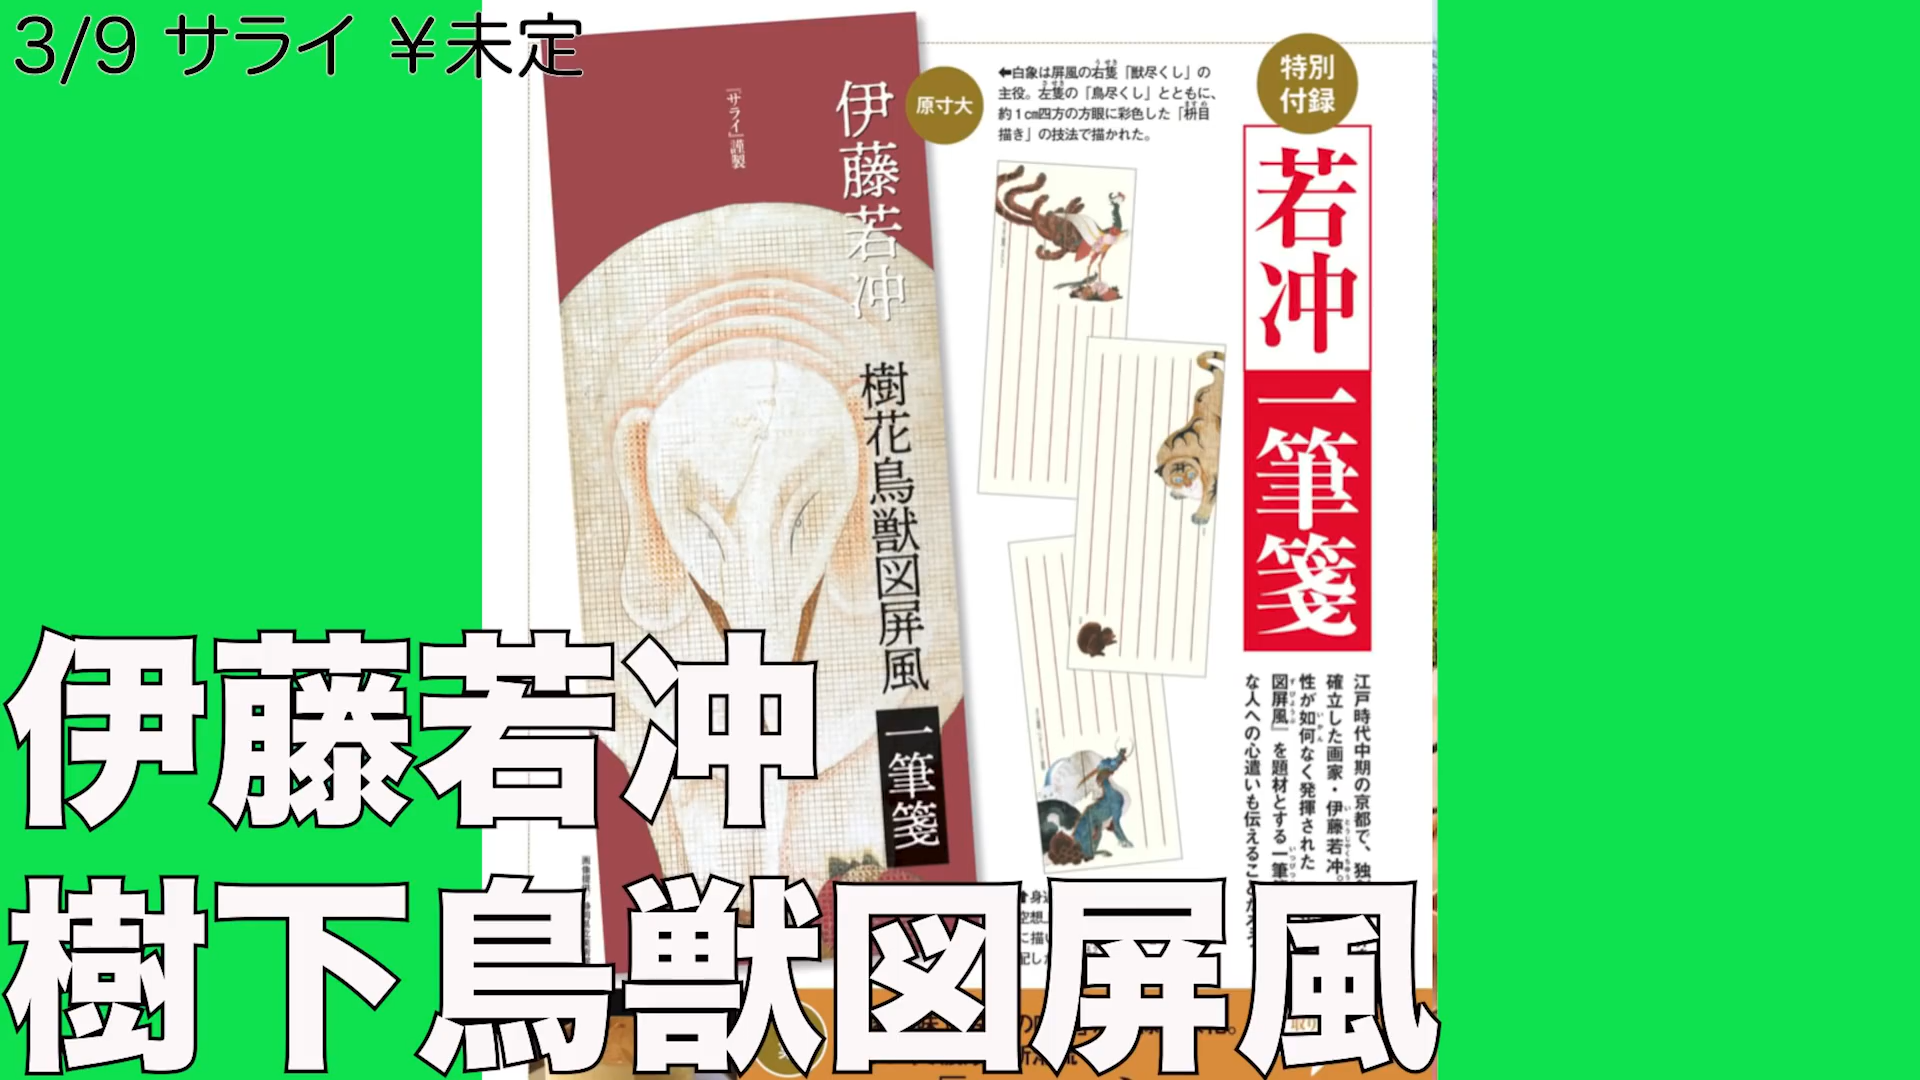 3/9 サライ ¥未定
特別
付録
若冲
一筆箋
原寸大
⬅白象は屏風の右隻「獣尽くし」の
主役。左隻の「鳥尽くし」とともに、
約1㎝四方の方眼に彩色した「枡目
描き」の技法で描かれた。
『サライ』謹製
伊藤若冲
樹花鳥獣図屏風
一筆箋
江戸時代中期の京都で、独
確立した画家・伊藤若冲。
性が如何なく発揮された
図屏風』を題材とする一筆
な人への心遣いも伝えるこ
伊藤若冲
樹下鳥獣図屏風